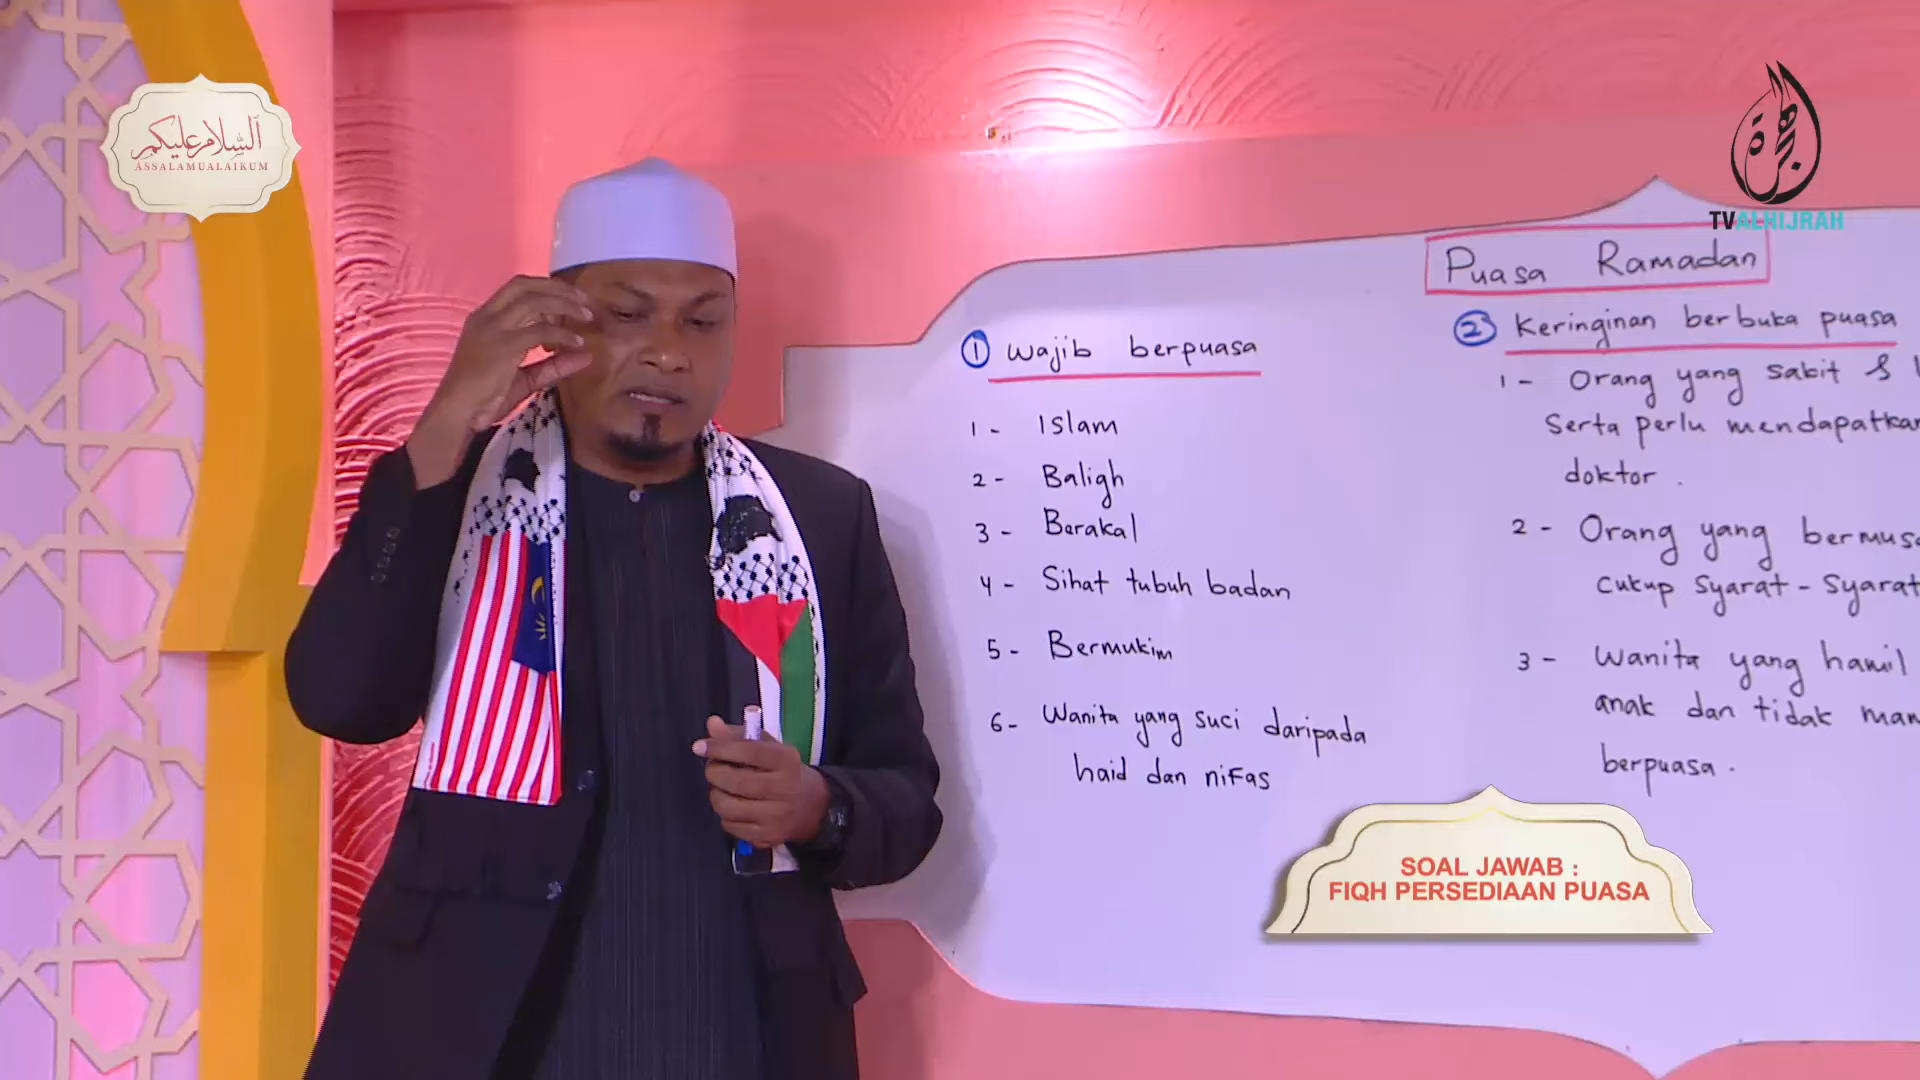 السلام عليكم
ASSALAMUALAIKUM
هجرة
TVALHIJRAH
Puasa Ramadan
1 Wajib berpuasa
1 - Islam
2 - Baligh
3 - Berakal
4 - Sihat tubuh badan
5 - Bermukim
6 - Wanita yang suci daripada
haid dan nifas
2 Keringinan berbuka puasa
1 - Orang yang sakit &
serta perlu mendapatkan
doktor .
2 - Orang yang
cukup syarat - syarat
3 - Wanita yang hamil
anak dan tidak
berpuasa .
SOAL JAWAB :
FIQH PERSEDIAAN PUASA